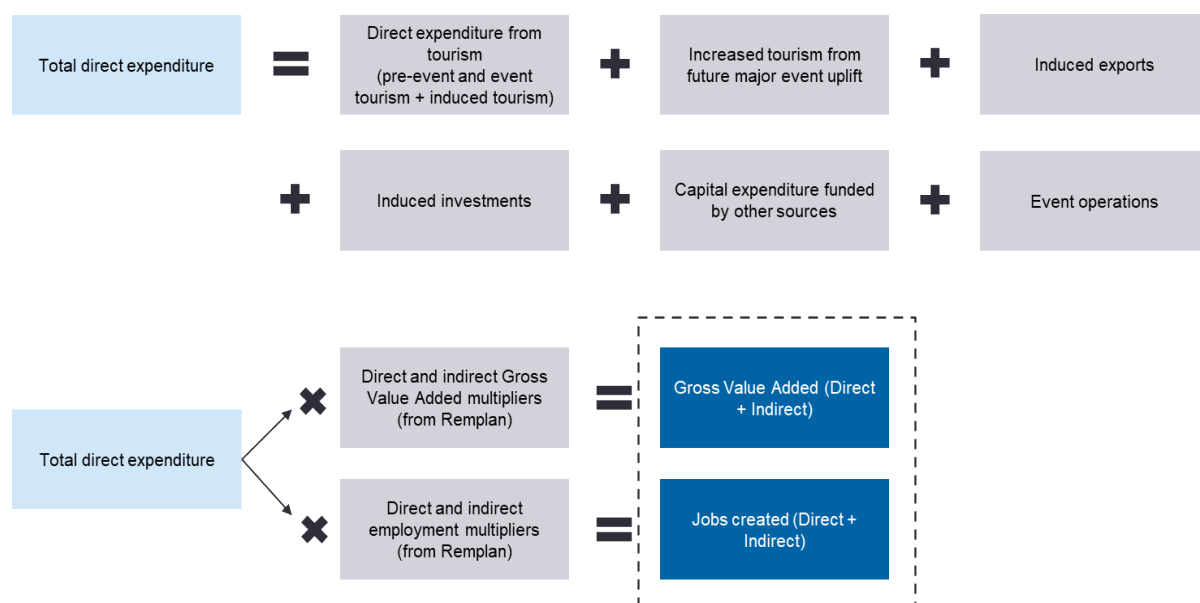 Total direct expenditure
=
Direct expenditure from
tourism
(pre-event and event
tourism + induced tourism)
+
Increased tourism from
future major event uplift
+
Induced exports
+
Induced investments
+
Capital expenditure funded
by other sources
+
Event operations
Total direct expenditure
×
Direct and indirect Gross
Value Added multipliers
(from Remplan)
=
Gross Value Added (Direct
+ Indirect)
×
Direct and indirect
employment multipliers
(from Remplan)
=
Jobs created (Direct +
Indirect)